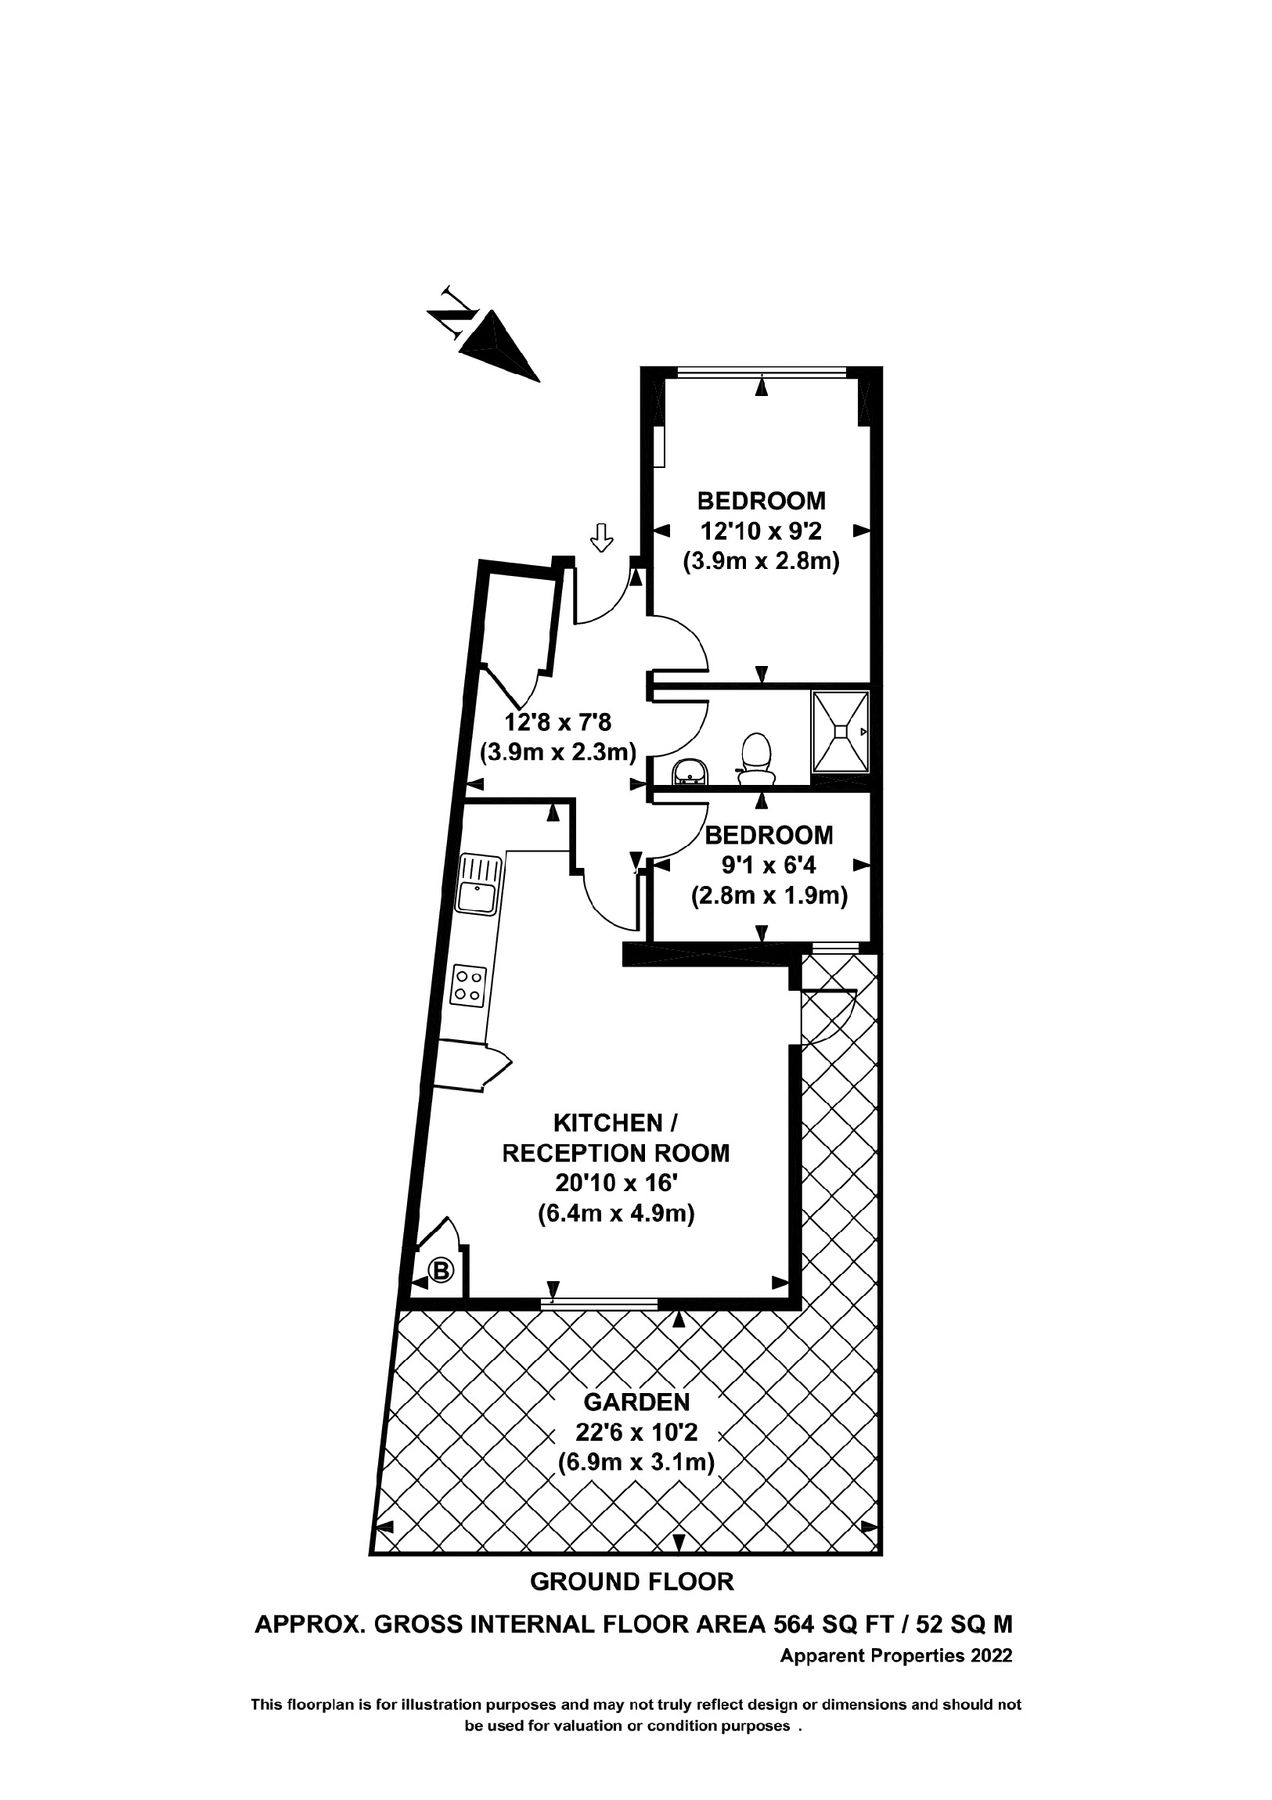 N
BEDROOM
12'10 x 9'2
(3.9m x 2.8m)
12'8 x 7'8
(3.9m x 2.3m)
BEDROOM
9'1 x 6'4
(2.8m x 1.9m)
KITCHEN /
RECEPTION ROOM
20'10 x 16'
(6.4m x 4.9m)
B
GARDEN
22'6 x 10'2
(6.9m x 3.1m)
GROUND FLOOR
APPROX. GROSS INTERNAL FLOOR AREA 564 SQ FT / 52 SQ M
Apparent Properties 2022
This floorplan is for illustration purposes and may not truly reflect design or dimensions and should not
be used for valuation or condition purposes .